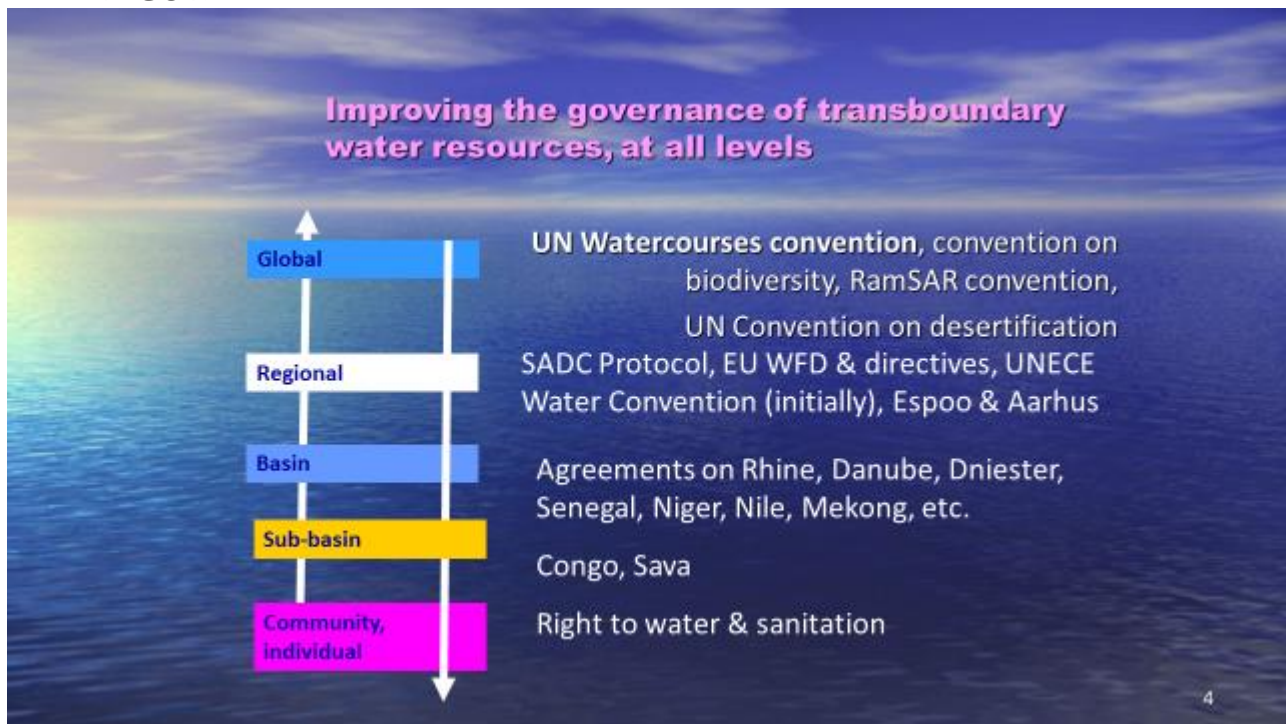 Improving the governance of transboundary
water resources, at all levels
Global
UN Watercourses convention, convention on
biodiversity, RamSAR convention,
UN Convention on desertification
Regional
SADC Protocol, EU WFD & directives, UNECE
Water Convention (initially), Espoo & Aarhus
Basin
Agreements on Rhine, Danube, Dniester,
Senegal, Niger, Nile, Mekong, etc.
Sub-basin
Congo, Sava
Community,
individual
Right to water & sanitation
4